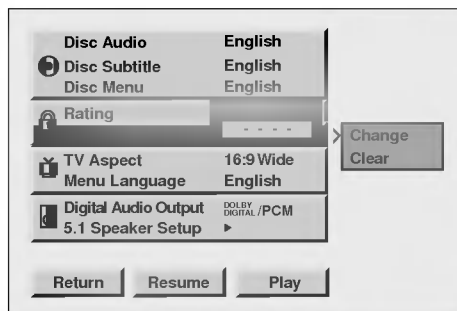 Disc Audio English
Disc Subtitle English
Disc Menu English
Rating
- - - -
Change
Clear
TV Aspect 16:9 Wide
Menu Language English
Digital Audio Output DOLBY DIGITAL /PCM
5.1 Speaker Setup
Return Resume Play